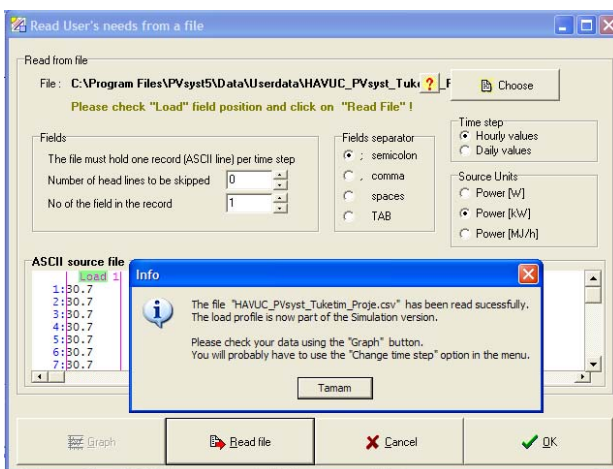 Read User's needs from a file
Read from file
File : C:\Program Files\PVsyst5\Data\Userdata\HAVUC_PVsyst_Tuke ? F
Choose
Please check "Load" field position and click on "Read File" !
Time step
Hourly values
Daily values
Fields
The file must hold one record (ASCII line) per time step
Number of head lines to be skipped 0
No of the field in the record 1
Fields separator
; semicolon
, comma
spaces
TAB
Source Units
Power [W]
Power [kW]
Power [MJ/h]
ASCII source file
Load 1
1:30.7
2:30.7
3:30.7
4:30.7
5:30.7
6:30.7
7:30.7
Info
The file "HAVUC_PVsyst_Tuketim_Proje.csv" has been read sucessfully.
The load profile is now part of the Simulation version.
Please check your data using the "Graph" button.
You will probably have to use the "Change time step" option in the menu.
Tamam
Graph
Read file
Cancel
OK